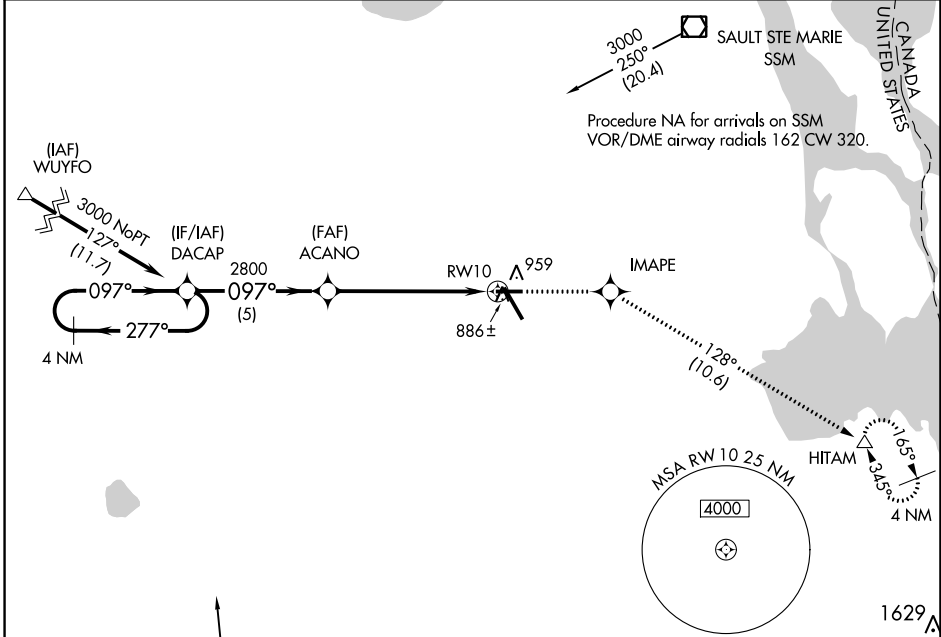 SAULT STE MARIE
SSM
3000
250°
(20.4)
CANADA
UNITED STATES
Procedure NA for arrivals on SSM
VOR/DME airway radials 162 CW 320.
(IAF)
WUYFO
3000 NoPT
127°
(11.7)
(IF/IAF)
DACAP
(FAF)
ACANO
2800
097°
(5)
097°
277°
4 NM
RW10
959
886±
IMAPE
128°
(10.6)
HITAM
165°
345°
4 NM
MSA RW 10 25 NM
4000
1629